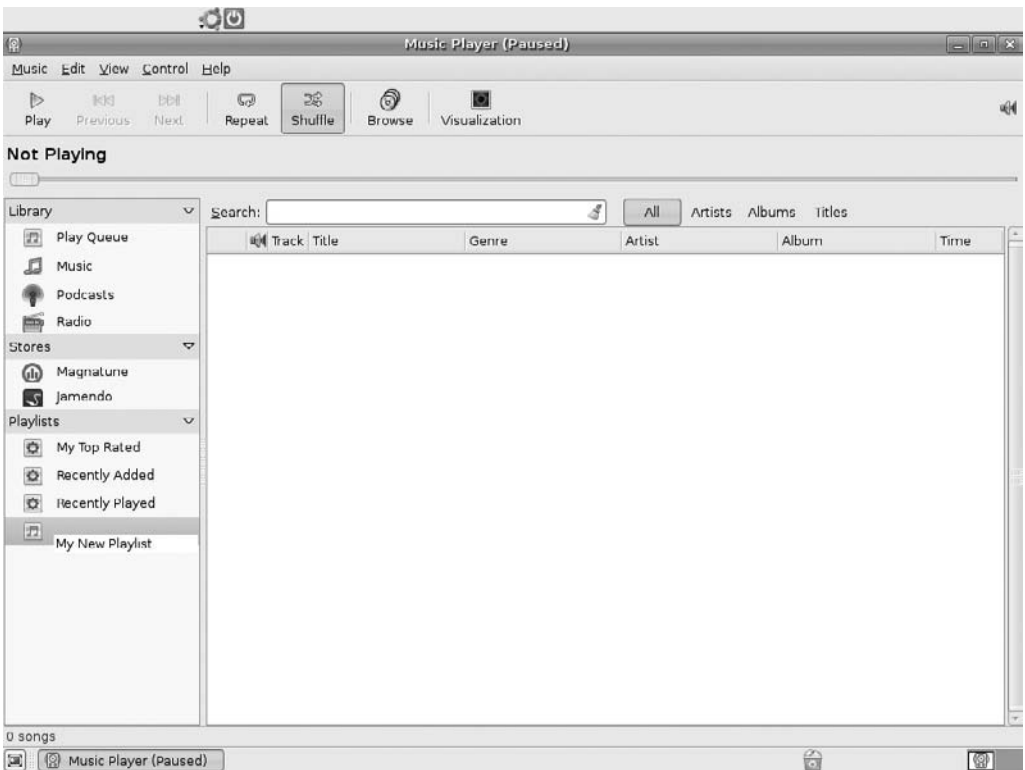 Music Player (Paused)
Music Edit View Control Help
Play Previous Next Repeat Shuffle Browse Visualization
Not Playing
Library
Search:
All Artists Albums Titles
Track Title Genre Artist Album Time
Play Queue
Music
Podcasts
Radio
Stores
Magnatune
Jamendo
Playlists
My Top Rated
Recently Added
Recently Played
My New Playlist
0 songs
Music Player (Paused)